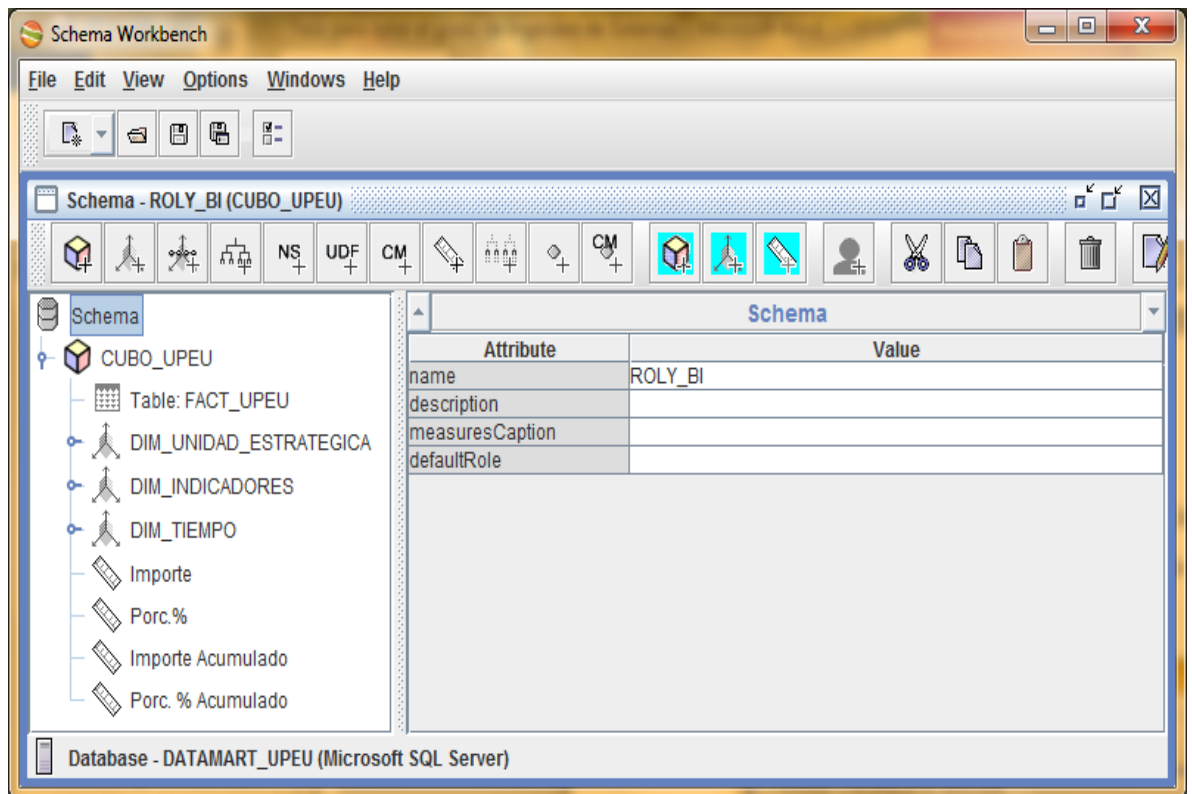 Schema Workbench
File Edit View Options Windows Help
Schema - ROLY_BI (CUBO_UPEU)
NS UDF CM CM
Schema
CUBO_UPEU
Table: FACT_UPEU
DIM_UNIDAD_ESTRATEGICA
DIM_INDICADORES
DIM_TIEMPO
Importe
Porc.%
Importe Acumulado
Porc. % Acumulado
Schema
Attribute Value
name ROLY_BI
description
measuresCaption
defaultRole
Database - DATAMART_UPEU (Microsoft SQL Server)